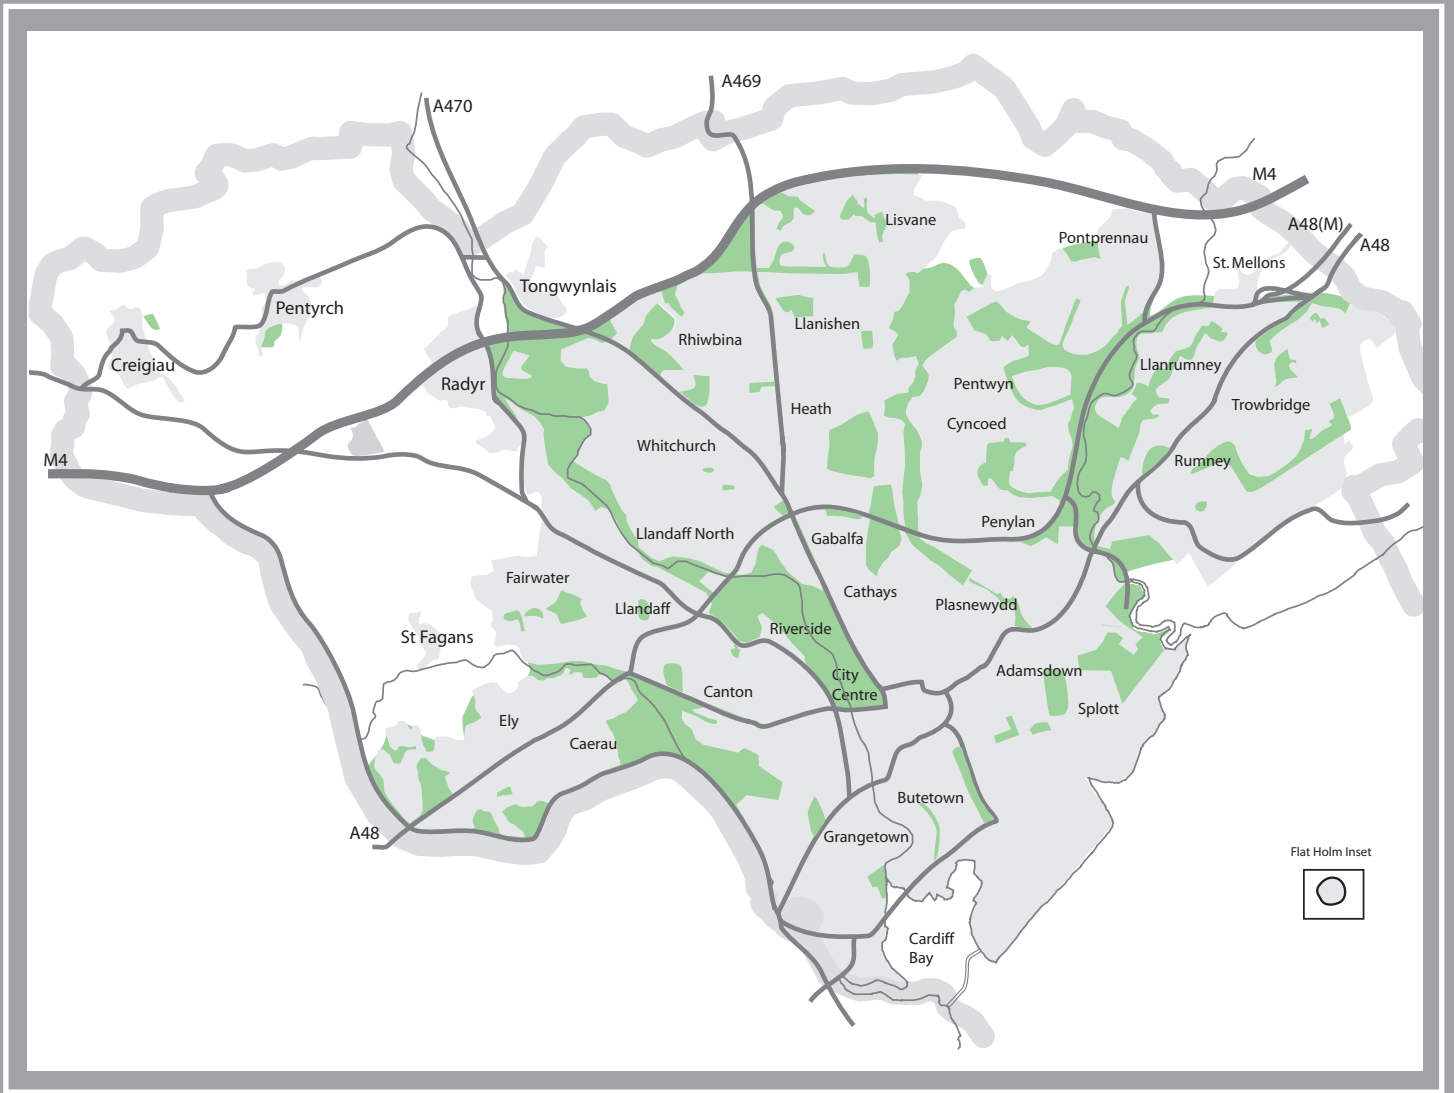 A469
A470
M4
Lisvane
A48(M)
Pontprennau
A48
St. Mellons
Tongwynlais
Pentyrch
Llanishen
Rhiwbina
Creigiau
Llanrumney
Radyr
Pentwyn
Trowbridge
Heath
Cyncoed
Whitchurch
M4
Rumney
Penylan
Llandaff North
Gabalfa
Fairwater
Cathays
Plasnewydd
Llandaff
Riverside
St Fagans
Adamsdown
City
Centre
Canton
Splott
Ely
Caerau
Butetown
A48
Grangetown
Flat Holm Inset
Cardiff
Bay